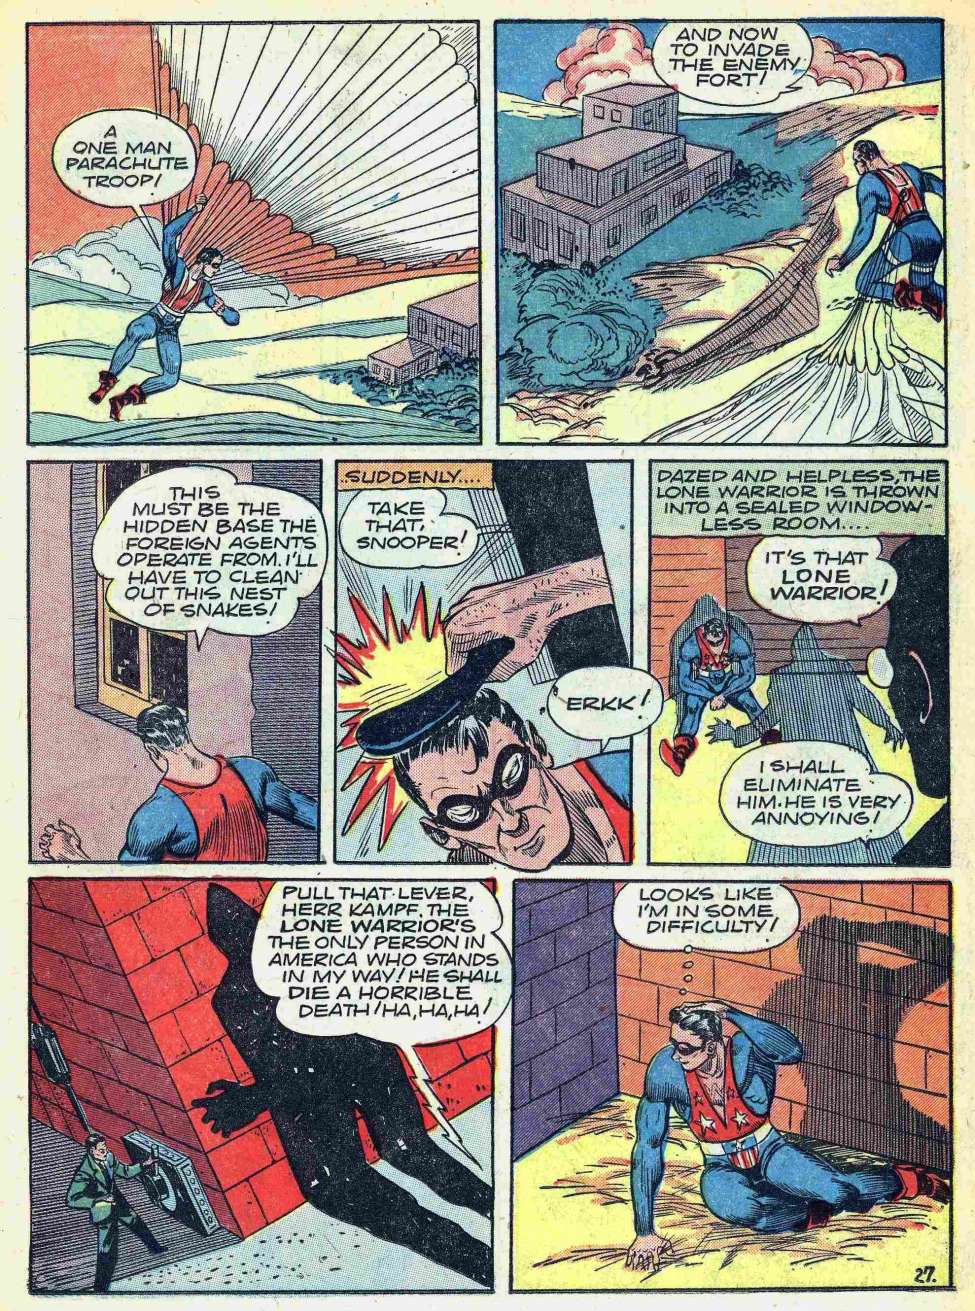 A
ONE MAN
PARACHUTE
TROOP!
AND NOW
TO INVADE
THE ENEMY
FORT!
THIS
MUST BE THE
HIDDEN BASE THE
FOREIGN AGENTS
OPERATE FROM. I'LL
HAVE TO CLEAN
OUT THIS NEST
OF SNAKES!
SUDDENLY....
TAKE
THAT,
SNOOPER!
ERKK!
DAZED AND HELPLESS, THE
LONE WARRIOR IS THROWN
INTO A SEALED WINDOW-
LESS ROOM....
IT'S THAT
LONE
WARRIOR!
I SHALL
ELIMINATE
HIM. HE IS VERY
ANNOYING!
PULL THAT LEVER,
HERR KAMPF. THE
LONE WARRIOR'S
THE ONLY PERSON IN
AMERICA WHO STANDS
IN MY WAY! HE SHALL
DIE A HORRIBLE
DEATH! HA, HA, HA!
LOOKS LIKE
I'M IN SOME
DIFFICULTY!
27.